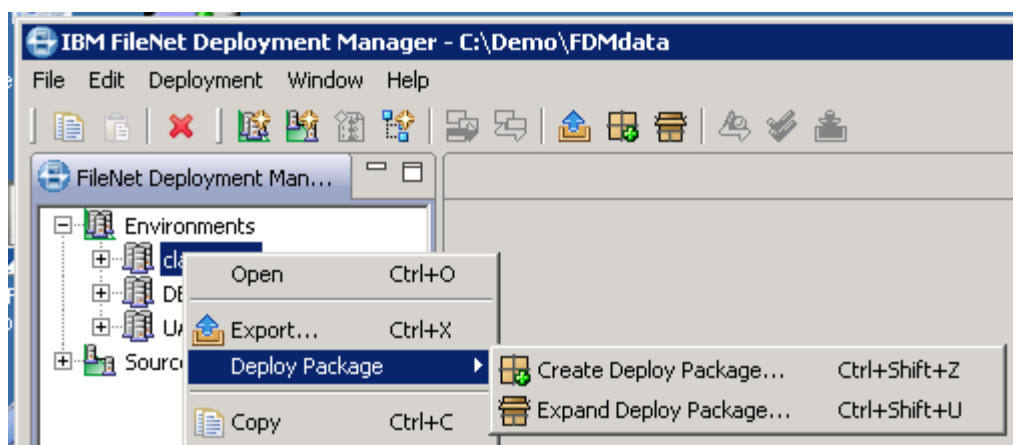 IBM FileNet Deployment Manager - C:\Demo\FDMdata
File Edit Deployment Window Help
FileNet Deployment Man...
Environments
Open Ctrl+O
Export... Ctrl+X
Deploy Package
Create Deploy Package... Ctrl+Shift+Z
Expand Deploy Package... Ctrl+Shift+U
Copy Ctrl+C